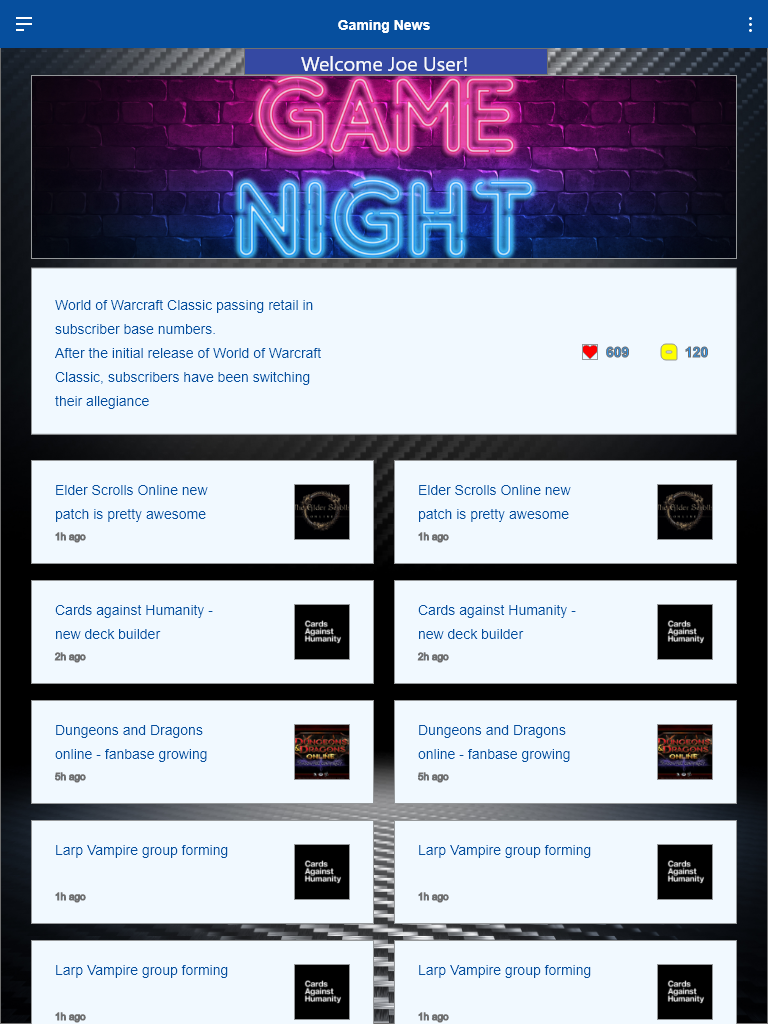 Gaming News
Welcome Joe User!
GAME
NIGHT
World of Warcraft Classic passing retail in
subscriber base numbers.
After the initial release of World of Warcraft
Classic, subscribers have been switching
their allegiance
609
120
Elder Scrolls Online new
patch is pretty awesome
1h ago
The Elder Scrolls
ONLINE
Elder Scrolls Online new
patch is pretty awesome
1h ago
The Elder Scrolls
ONLINE
Cards against Humanity -
new deck builder
2h ago
Cards
Against
Humanity
Cards against Humanity -
new deck builder
2h ago
Cards
Against
Humanity
Dungeons and Dragons
online - fanbase growing
5h ago
DUNGEONS
& DRAGONS
ONLINE
Dungeons and Dragons
online - fanbase growing
5h ago
DUNGEONS
& DRAGONS
ONLINE
Larp Vampire group forming
1h ago
Cards
Against
Humanity
Larp Vampire group forming
1h ago
Cards
Against
Humanity
Larp Vampire group forming
1h ago
Cards
Against
Humanity
Larp Vampire group forming
1h ago
Cards
Against
Humanity